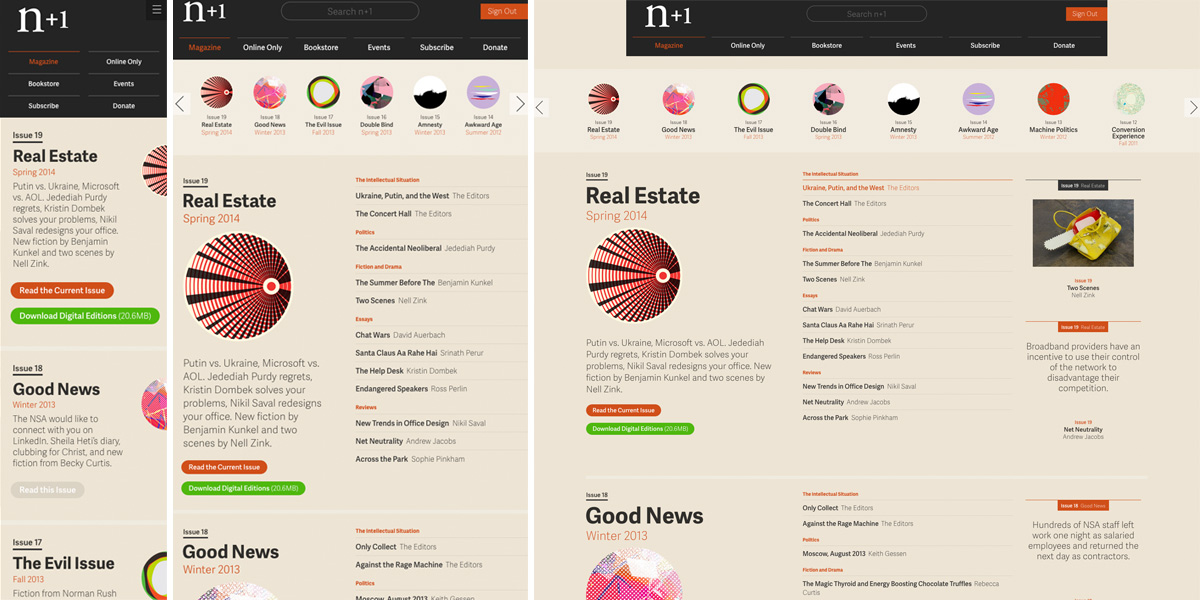 n+1
Magazine
Online Only
Bookstore
Events
Subscribe
Donate
Issue 19
Real Estate
Spring 2014
Putin vs. Ukraine, Microsoft
vs. AOL. Jedediah Purdy
regrets, Kristin Dombek
solves your problems, Nikil
Saval redesigns your office.
New fiction by Benjamin
Kunkel and two scenes by
Nell Zink.
Read the Current Issue
Download Digital Editions (20.6MB)
Issue 18
Good News
Winter 2013
The NSA would like to
connect with you on
LinkedIn. Sheila Heti's diary,
clubbing for Christ, and new
fiction from Becky Curtis.
Read this Issue
Issue 17
The Evil Issue
Fall 2013
Fiction from Norman Rush
n+1
Search n+1
Sign Out
Magazine
Online Only
Bookstore
Events
Subscribe
Donate
Issue 19
Real Estate
Spring 2014
Issue 18
Good News
Winter 2013
Issue 17
The Evil Issue
Fall 2013
Issue 16
Double Bind
Spring 2013
Issue 15
Amnesty
Winter 2013
Issue 14
Awkward Age
Summer 2012
Issue 19
Real Estate
Spring 2014
Putin vs. Ukraine, Microsoft vs.
AOL. Jedediah Purdy regrets,
Kristin Dombek solves your
problems, Nikil Saval redesigns
your office. New fiction by
Benjamin Kunkel and two
scenes by Nell Zink.
Read the Current Issue
Download Digital Editions (20.6MB)
The Intellectual Situation
Ukraine, Putin, and the West The Editors
The Concert Hall The Editors
Politics
The Accidental Neoliberal Jedediah Purdy
Fiction and Drama
The Summer Before The Benjamin Kunkel
Two Scenes Nell Zink
Essays
Chat Wars David Auerbach
Santa Claus Aa Rahe Hai Srinath Perur
The Help Desk Kristin Dombek
Endangered Speakers Ross Perlin
Reviews
New Trends in Office Design Nikil Saval
Net Neutrality Andrew Jacobs
Across the Park Sophie Pinkham
Issue 18
Good News
Winter 2013
The Intellectual Situation
Only Collect The Editors
Against the Rage Machine The Editors
Politics
Moscow, August 2013 Keith Gessen
n+1
Search n+1
Sign Out
Magazine
Online Only
Bookstore
Events
Subscribe
Donate
Issue 19
Real Estate
Spring 2014
Issue 18
Good News
Winter 2013
Issue 17
The Evil Issue
Fall 2013
Issue 16
Double Bind
Spring 2013
Issue 15
Amnesty
Winter 2013
Issue 14
Awkward Age
Summer 2012
Issue 13
Machine Politics
Winter 2012
Issue 12
Conversion
Experience
Fall 2011
Issue 19
Real Estate
Spring 2014
Putin vs. Ukraine, Microsoft vs. AOL. Jedediah
Purdy regrets, Kristin Dombek solves your
problems, Nikil Saval redesigns your office. New
fiction by Benjamin Kunkel and two scenes by
Nell Zink.
Read the Current Issue
Download Digital Editions (20.6MB)
The Intellectual Situation
Ukraine, Putin, and the West The Editors
The Concert Hall The Editors
Politics
The Accidental Neoliberal Jedediah Purdy
Fiction and Drama
The Summer Before The Benjamin Kunkel
Two Scenes Nell Zink
Essays
Chat Wars David Auerbach
Santa Claus Aa Rahe Hai Srinath Perur
The Help Desk Kristin Dombek
Endangered Speakers Ross Perlin
Reviews
New Trends in Office Design Nikil Saval
Net Neutrality Andrew Jacobs
Across the Park Sophie Pinkham
Issue 19 Real Estate
Issue 19
Two Scenes
Nell Zink
Issue 19 Real Estate
Broadband providers have an
incentive to use their control
of the network to
disadvantage their
competition.
Issue 19
Net Neutrality
Andrew Jacobs
Issue 18
Good News
Winter 2013
The Intellectual Situation
Only Collect The Editors
Against the Rage Machine The Editors
Politics
Moscow, August 2013 Keith Gessen
Fiction and Drama
The Magic Thyroid and Energy Boosting Chocolate Truffles Rebecca
Curtis
Issue 18 Good News
Hundreds of NSA staff left
work one night as salaried
employees and returned the
next day as contractors.